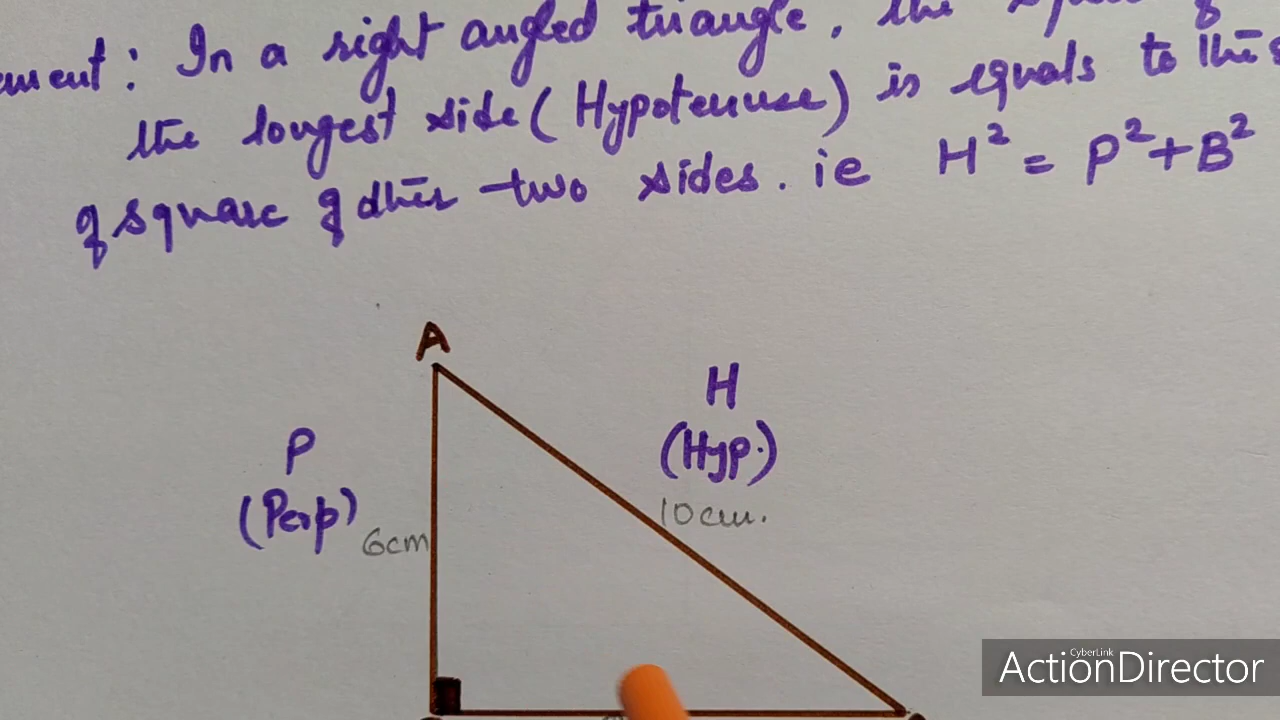 ement: In a right angled triangle, the
the longest side (Hypotenuse) is equals to the
of square of other two sides. ie H² = P² + B²
A
H
(Hyp.)
P
(Perp)
10cm.
6cm
CyberLink
ActionDirector